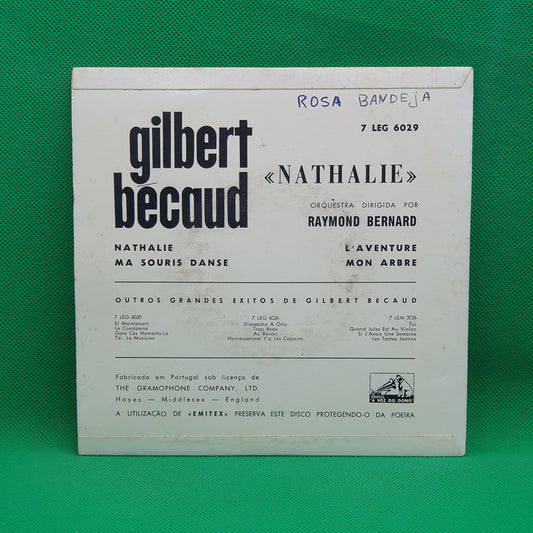 ROSA BANDEJA
7 LEG 6029
gilbert
bécaud
«NATHALIE»
ORQUESTRA DIRIGIDA POR
RAYMOND BERNARD
NATHALIE
MA SOURIS DANSE
L'AVENTURE
MON ARBRE
OUTROS GRANDES ÊXITOS DE GILBERT BÉCAUD
7 LEG 6020
Et Maintenant
Le Condamné
Dans Ces Moments-Là
Toi, Le Musicien
7 LEG 6026
Dimanche A Orly
Trop Beau
Au Revoir
Heureusement Y'a Les Copains
7 LEM 3126
Toi
Quand Jules Est Au Violon
Si J'Avais Une Semaine
Les Tantes Jeanne
Fabricado em Portugal sob licença de
THE GRAMOPHONE COMPANY, LTD.
Hayes — Middlesex — England
A UTILIZAÇÃO DE «EMITEX» PRESERVA ESTE DISCO PROTEGENDO-O DA POEIRA
"A VOZ DO DONO"